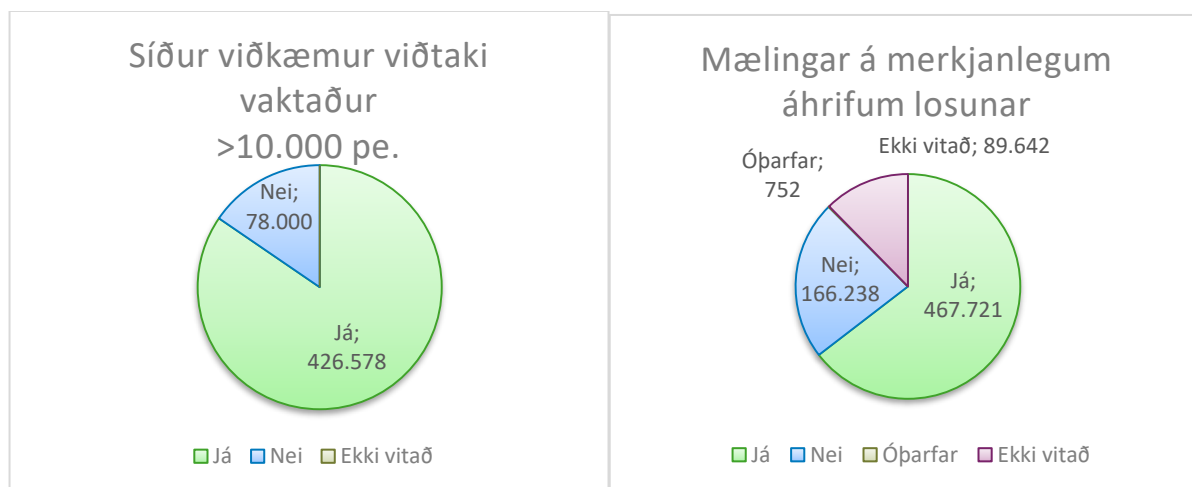 Síður viðkæmur viðtaki
vaktaður
>10.000 pe.
Nei;
78.000
Já;
426.578
Já Nei Ekki vitað
Mælingar á merkjanlegum
áhrifum losunar
Ekki vitað; 89.642
Óþarfar;
752
Nei;
166.238
Já;
467.721
Já Nei Óþarfar Ekki vitað